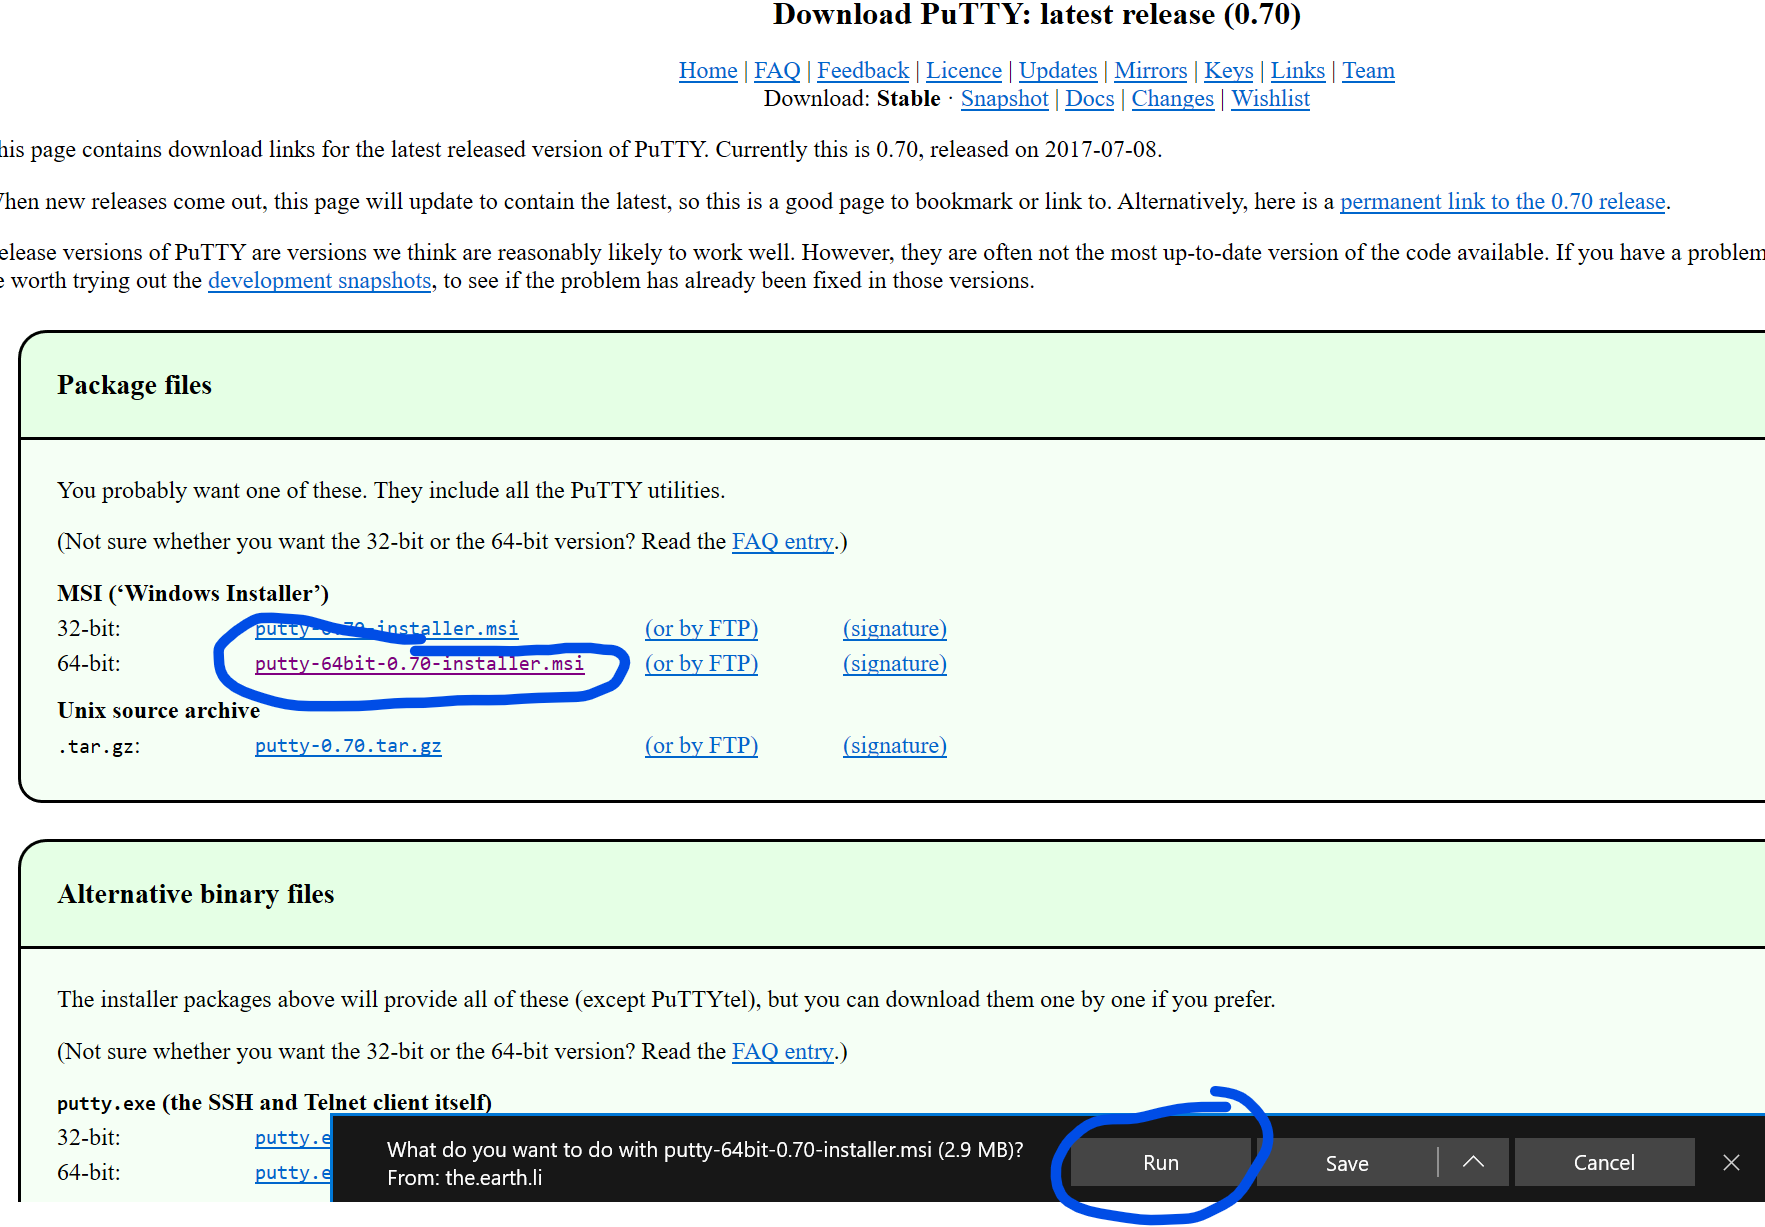 Download PuTTY: latest release (0.70)
Home | FAQ | Feedback | Licence | Updates | Mirrors | Keys | Links | Team
Download: Stable · Snapshot | Docs | Changes | Wishlist
his page contains download links for the latest released version of PuTTY. Currently this is 0.70, released on 2017-07-08.
hen new releases come out, this page will update to contain the latest, so this is a good page to bookmark or link to. Alternatively, here is a permanent link to the 0.70 release.
elease versions of PuTTY are versions we think are reasonably likely to work well. However, they are often not the most up-to-date version of the code available. If you have a problem
e worth trying out the development snapshots, to see if the problem has already been fixed in those versions.
Package files
You probably want one of these. They include all the PuTTY utilities.
(Not sure whether you want the 32-bit or the 64-bit version? Read the FAQ entry.)
MSI (‘Windows Installer’)
32-bit: putty-0.70-installer.msi (or by FTP) (signature)
64-bit: putty-64bit-0.70-installer.msi (or by FTP) (signature)
Unix source archive
.tar.gz: putty-0.70.tar.gz (or by FTP) (signature)
Alternative binary files
The installer packages above will provide all of these (except PuTTYtel), but you can download them one by one if you prefer.
(Not sure whether you want the 32-bit or the 64-bit version? Read the FAQ entry.)
putty.exe (the SSH and Telnet client itself)
32-bit: putty.e
64-bit: putty.e
What do you want to do with putty-64bit-0.70-installer.msi (2.9 MB)?
From: the.earth.li
Run Save Cancel